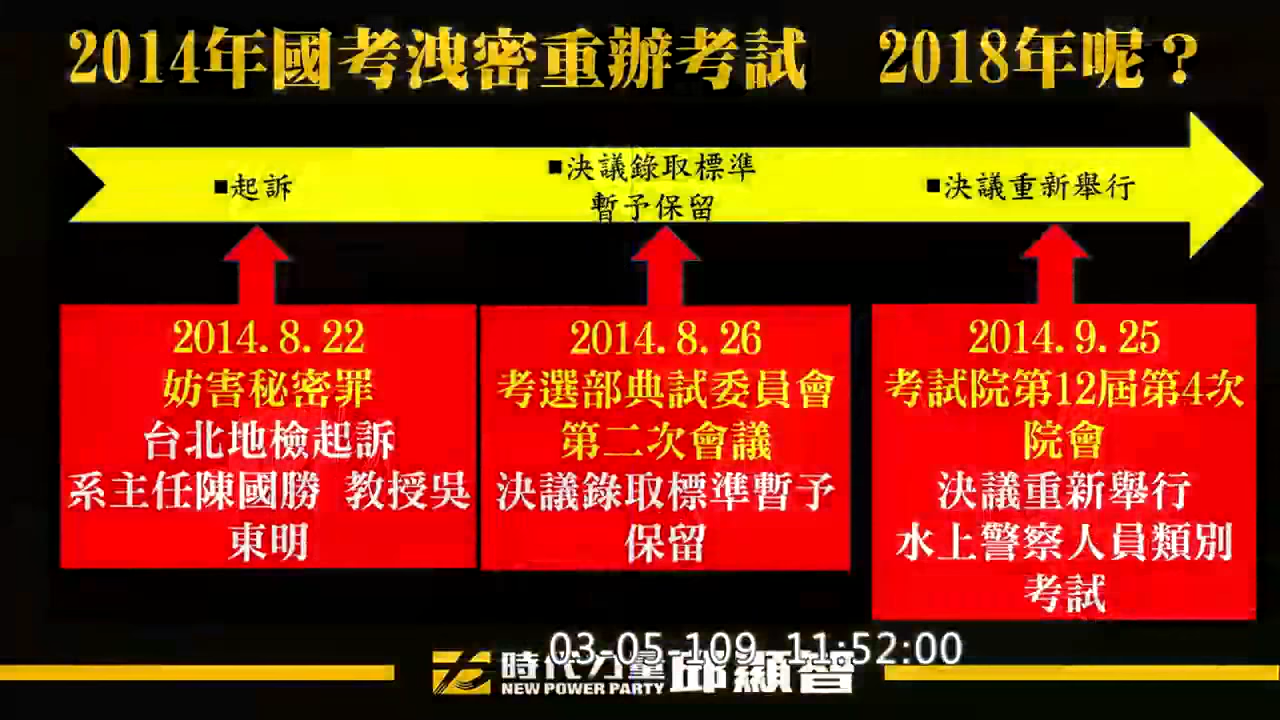 2014年國考洩密重辦考試 2018年呢？
■起訴
■決議錄取標準
暫予保留
■決議重新舉行
2014.8.22
妨害秘密罪
台北地檢起訴
系主任陳國勝 教授吳
東明
2014.8.26
考選部典試委員會
第二次會議
決議錄取標準暫予
保留
2014.9.25
考試院第12屆第4次
院會
決議重新舉行
水上警察人員類別
考試
03-05-109 11:52:00
時代力量
NEW POWER PARTY
邱顯智